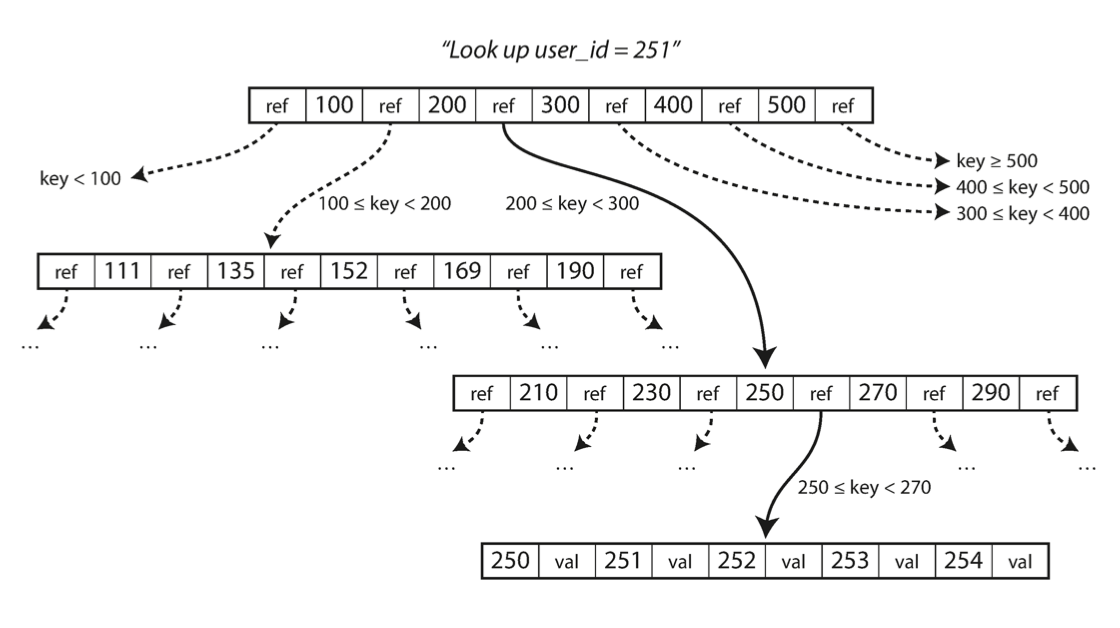 “Look up user_id = 251”
ref 100 ref 200 ref 300 ref 400 ref 500 ref
key < 100
key ≥ 500
400 ≤ key < 500
300 ≤ key < 400
100 ≤ key < 200
200 ≤ key < 300
ref 111 ref 135 ref 152 ref 169 ref 190 ref
... ... ... ... ... ...
ref 210 ref 230 ref 250 ref 270 ref 290 ref
... ... ... ... ...
250 ≤ key < 270
250 val 251 val 252 val 253 val 254 val